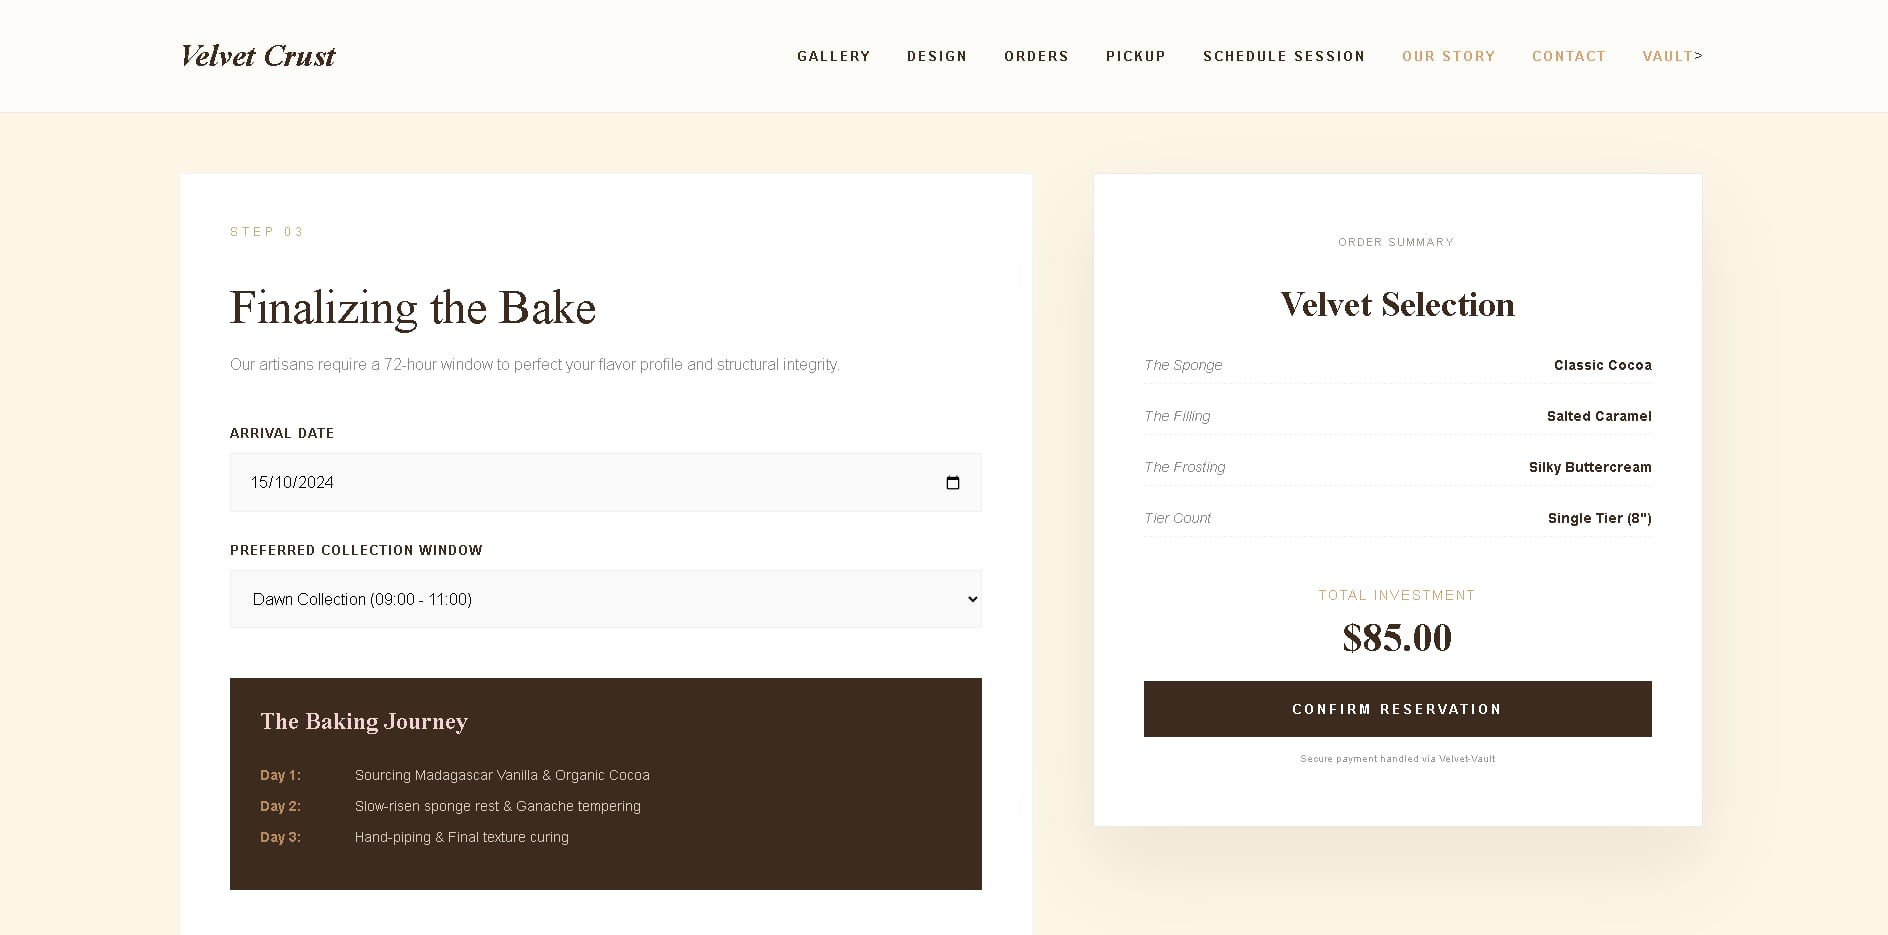 Velvet Crust
GALLERY DESIGN ORDERS PICKUP SCHEDULE SESSION OUR STORY CONTACT VAULT>
STEP 03
Finalizing the Bake
Our artisans require a 72-hour window to perfect your flavor profile and structural integrity.
ARRIVAL DATE
15/10/2024
PREFERRED COLLECTION WINDOW
Dawn Collection (09:00 - 11:00)
The Baking Journey
Day 1: Sourcing Madagascar Vanilla & Organic Cocoa
Day 2: Slow-risen sponge rest & Ganache tempering
Day 3: Hand-piping & Final texture curing
ORDER SUMMARY
Velvet Selection
The Sponge Classic Cocoa
The Filling Salted Caramel
The Frosting Silky Buttercream
Tier Count Single Tier (8")
TOTAL INVESTMENT
$85.00
CONFIRM RESERVATION
Secure payment handled via Velvet-Vault